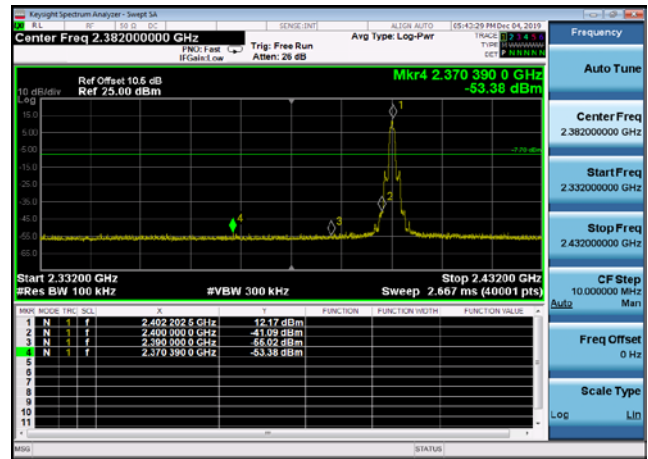 Keysight Spectrum Analyzer - Swept SA
RL RF 50 Ω DC SENSE:INT ALIGN AUTO 05:43:29 PM Dec 04, 2019
Center Freq 2.382000000 GHz
PNO: Fast
IFGain:Low
Trig: Free Run
Atten: 26 dB
Avg Type: Log-Pwr
TRACE 1 2 3 4 5 6
TYPE
DET P N N N N N
Ref Offset 10.6 dB
Ref 25.00 dBm
10 dB/div
Log
Mkr4 2.370 390 0 GHz
-53.38 dBm
15.0
5.00
-5.00
-15.0
-25.0
-35.0
-45.0
-55.0
-65.0
1
-7.70 dBm
2
3
4
Start 2.33200 GHz
Stop 2.43200 GHz
#Res BW 100 kHz
#VBW 300 kHz
Sweep 2.667 ms (40001 pts)
MKR MODE TRC SCL X Y FUNCTION FUNCTION WIDTH FUNCTION VALUE
1 N 1 f 2.402 202 5 GHz 12.17 dBm
2 N 1 f 2.400 000 0 GHz -41.09 dBm
3 N 1 f 2.390 000 0 GHz -55.02 dBm
4 N 1 f 2.370 390 0 GHz -53.38 dBm
5
6
7
8
9
10
11
MSG
STATUS
Frequency
Auto Tune
Center Freq
2.382000000 GHz
Start Freq
2.332000000 GHz
Stop Freq
2.432000000 GHz
CF Step
10.000000 MHz
Auto Man
Freq Offset
0 Hz
Scale Type
Log Lin